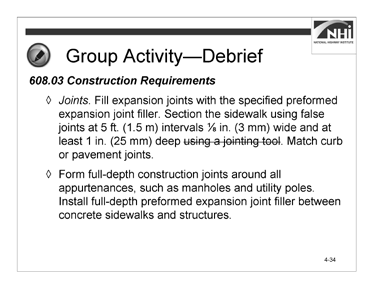 NHI
NATIONAL HIGHWAY INSTITUTE
Group Activity—Debrief
608.03 Construction Requirements
◊ Joints. Fill expansion joints with the specified preformed
expansion joint filler. Section the sidewalk using false
joints at 5 ft. (1.5 m) intervals ⅛ in. (3 mm) wide and at
least 1 in. (25 mm) deep using a jointing tool. Match curb
or pavement joints.
◊ Form full-depth construction joints around all
appurtenances, such as manholes and utility poles.
Install full-depth preformed expansion joint filler between
concrete sidewalks and structures.
4-34